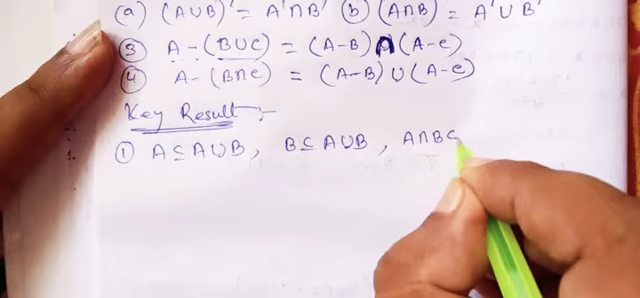 (a) (A∪B)' = A'∩B' (b) (A∩B)' = A'∪B'
③ A-(B∪C) = (A-B)∩(A-C)
④ A-(B∩C) = (A-B)∪(A-C)
Key Result :-
① A⊆A∪B, B⊆A∪B, A∩B⊆